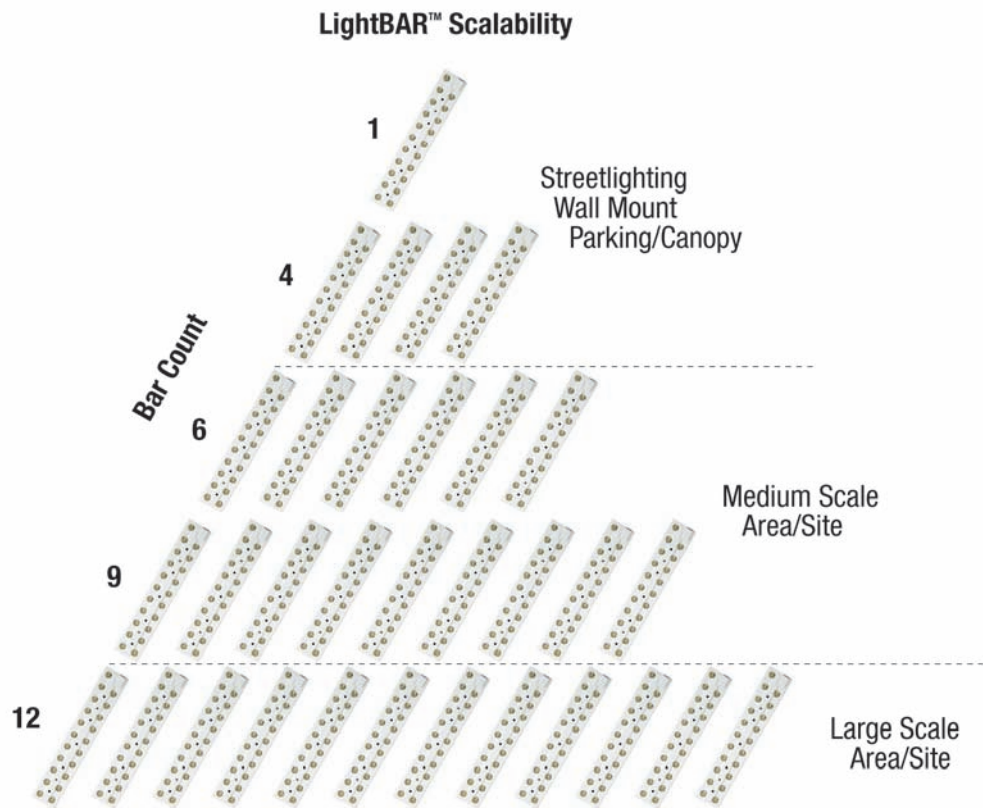 LightBAR™ Scalability
1
Streetlighting
Wall Mount
Parking/Canopy
4
Bar Count
6
Medium Scale
Area/Site
9
12
Large Scale
Area/Site